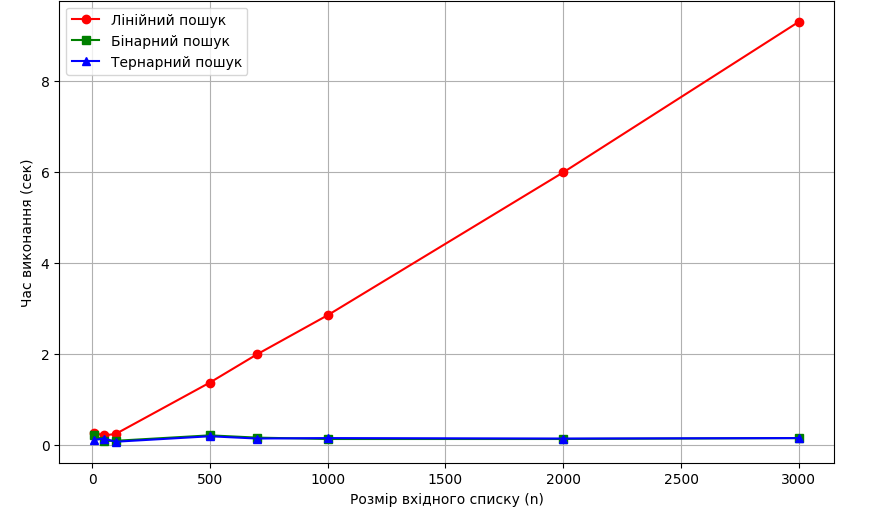 Лінійний пошук
Бінарний пошук
Тернарний пошук
Час виконання (сек)
8
6
4
2
0
0 500 1000 1500 2000 2500 3000
Розмір вхідного списку (n)